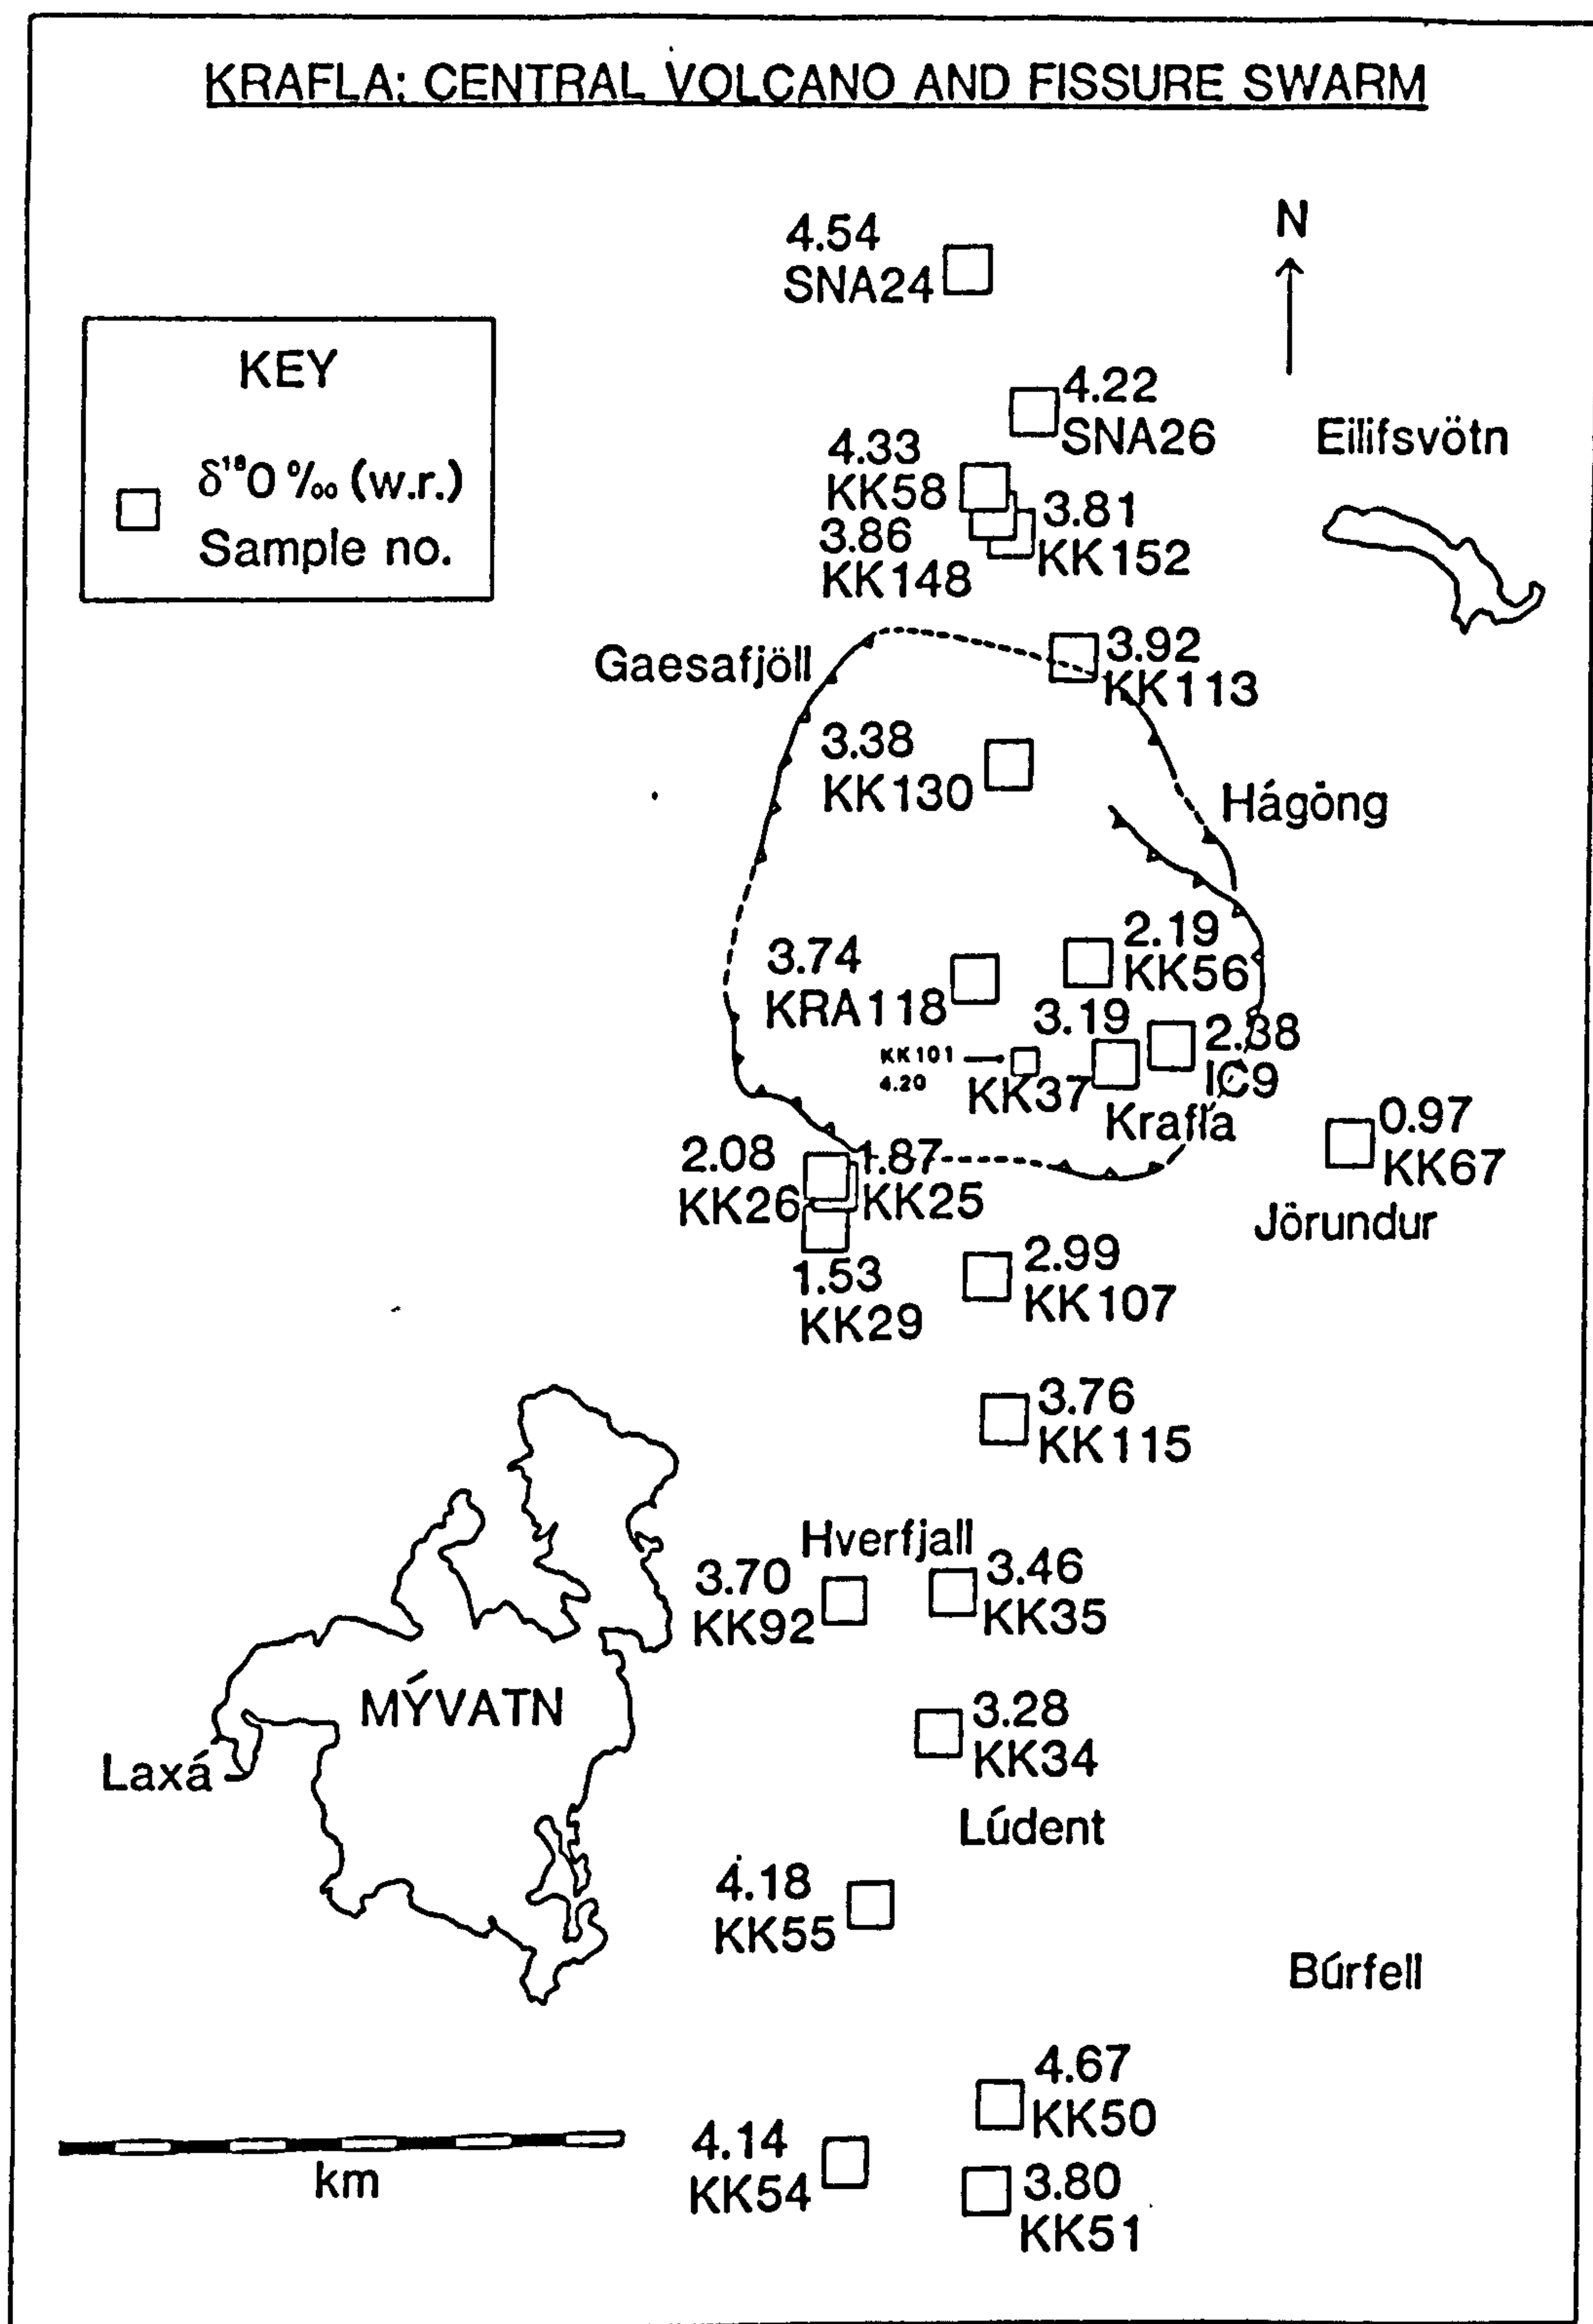 KRAFLA: CENTRAL VOLCANO AND FISSURE SWARM
4.54
SNA24
N
KEY
δ¹⁸O ‰ (w.r.)
Sample no.
4.22
SNA26
Eilifsvötn
4.33
KK58
3.86
KK148
3.81
KK152
Gaesafjöll
3.92
KK113
3.38
KK130
Hágöng
3.74
KRA118
2.19
KK56
3.19
KK37
2.38
IC9
KK101
4.20
Krafla
0.97
KK67
Jörundur
2.08
KK26
1.87
KK25
1.53
KK29
2.99
KK107
3.76
KK115
Hverfjall
3.70
KK92
3.46
KK35
MÝVATN
3.28
KK34
Laxá
Lúdent
4.18
KK55
Búrfell
4.67
KK50
km
4.14
KK54
3.80
KK51